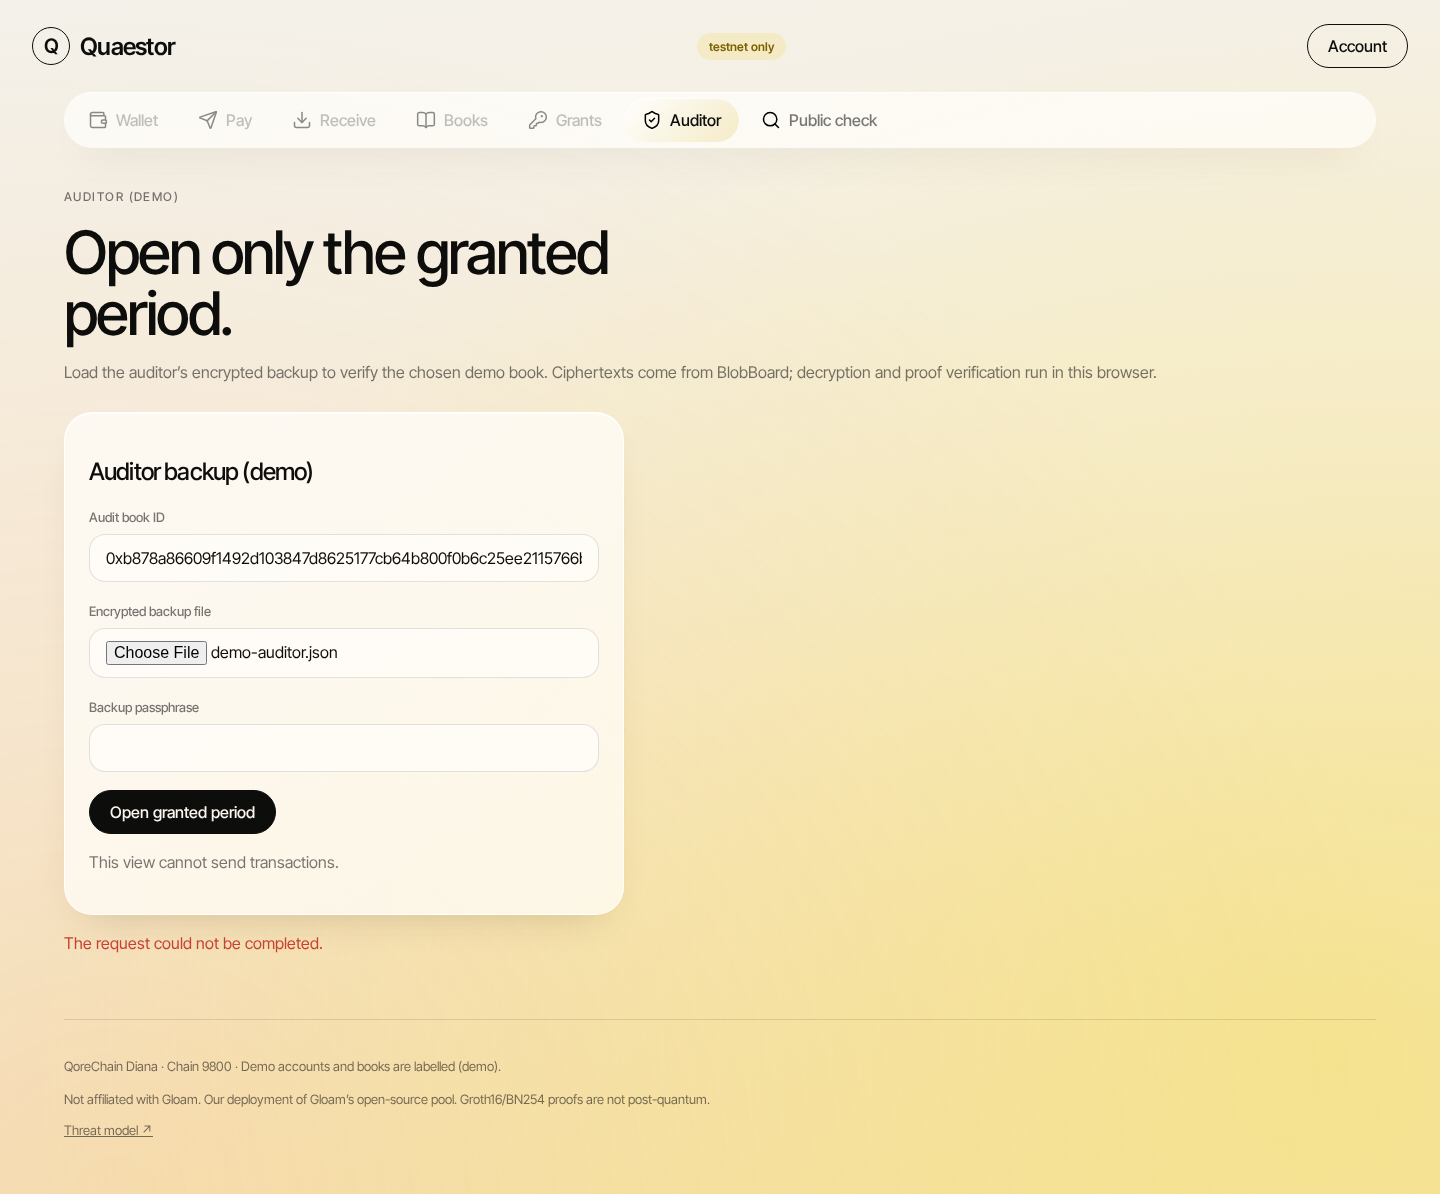 Q Quaestor
testnet only
Account
Wallet
Pay
Receive
Books
Grants
Auditor
Public check
AUDITOR (DEMO)
Open only the granted
period.
Load the auditor’s encrypted backup to verify the chosen demo book. Ciphertexts come from BlobBoard; decryption and proof verification run in this browser.
Auditor backup (demo)
Audit book ID
0xb878a86609f1492d103847d8625177cb64b800f0b6c25ee2115766
Encrypted backup file
Choose File demo-auditor.json
Backup passphrase
Open granted period
This view cannot send transactions.
The request could not be completed.
QoreChain Diana · Chain 9800 · Demo accounts and books are labelled (demo).
Not affiliated with Gloam. Our deployment of Gloam’s open-source pool. Groth16/BN254 proofs are not post-quantum.
Threat model ↗